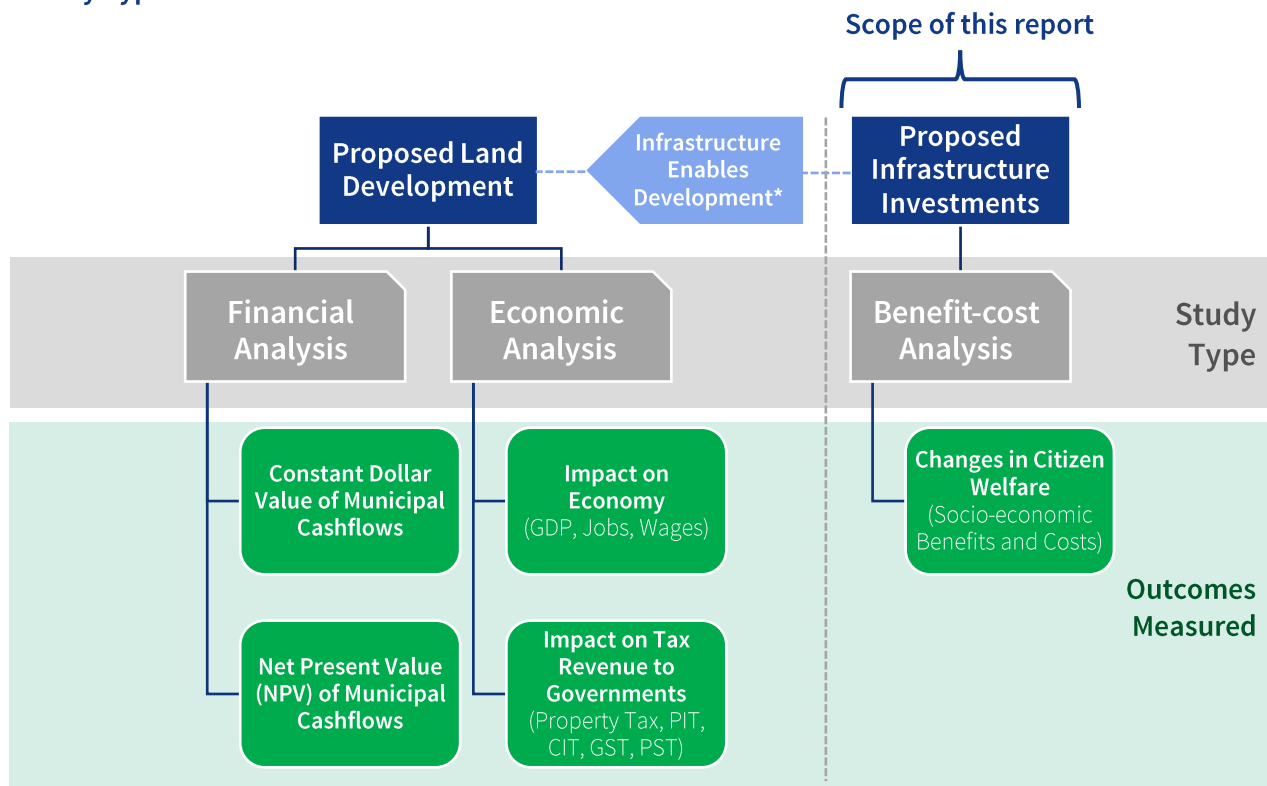 Scope of this report
Proposed Land
Development
Infrastructure
Enables
Development*
Proposed
Infrastructure
Investments
Financial
Analysis
Economic
Analysis
Benefit-cost
Analysis
Study
Type
Constant Dollar
Value of Municipal
Cashflows
Impact on
Economy
(GDP, Jobs, Wages)
Changes in Citizen
Welfare
(Socio-economic
Benefits and Costs)
Outcomes
Measured
Net Present Value
(NPV) of Municipal
Cashflows
Impact on Tax
Revenue to
Governments
(Property Tax, PIT,
CIT, GST, PST)